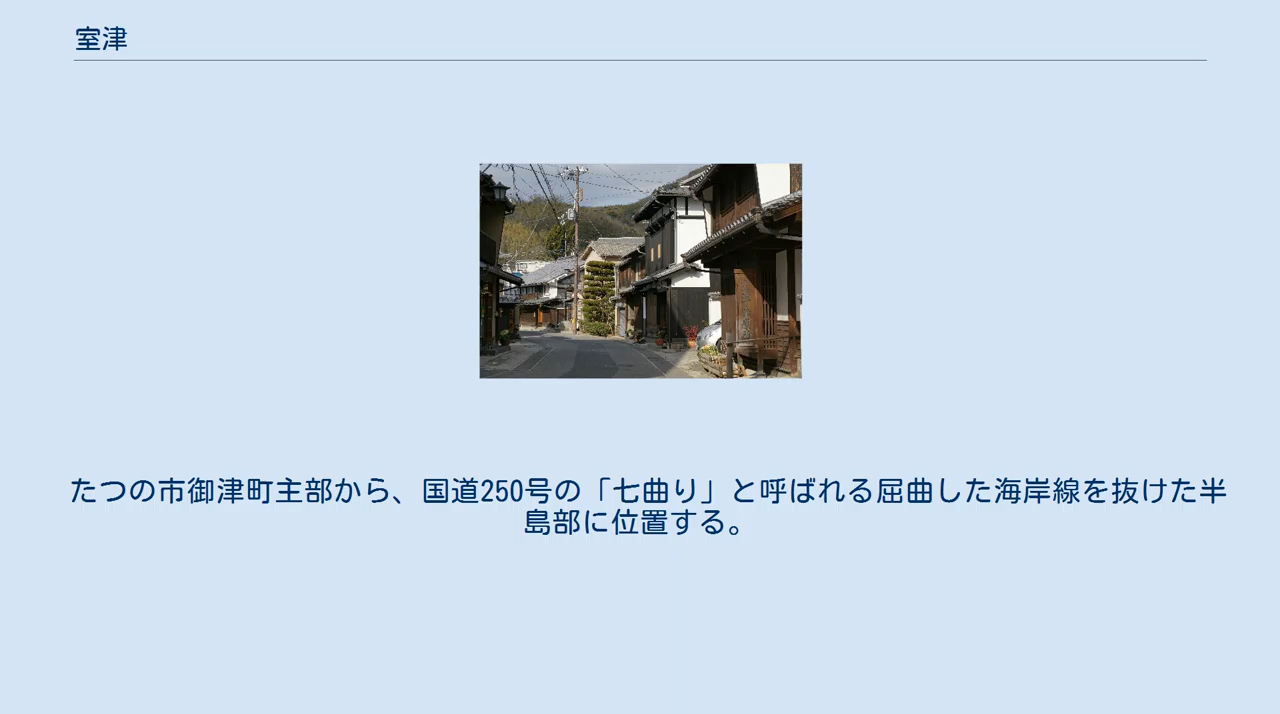 室津
たつの市御津町主部から、国道250号の「七曲り」と呼ばれる屈曲した海岸線を抜けた半
島部に位置する。